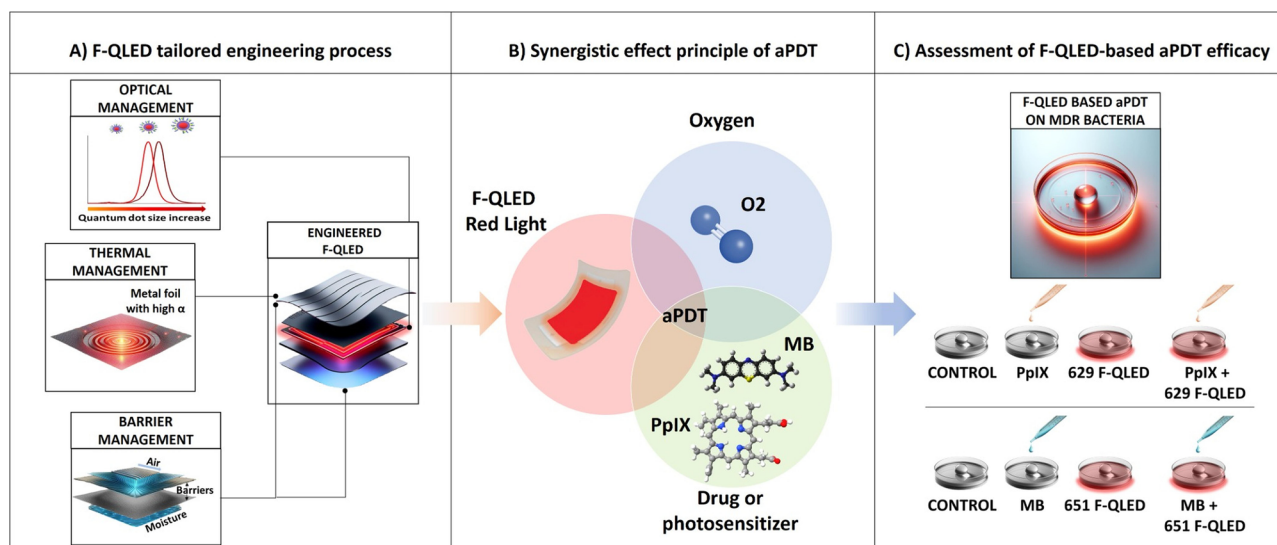 A) F-QLED tailored engineering process
OPTICAL
MANAGEMENT
Quantum dot size increase
THERMAL
MANAGEMENT
Metal foil
with high α
BARRIER
MANAGEMENT
Air
Barriers
Moisture
ENGINEERED
F-QLED
B) Synergistic effect principle of aPDT
Oxygen
O2
F-QLED
Red Light
aPDT
MB
PpIX
Drug or
photosensitizer
C) Assessment of F-QLED-based aPDT efficacy
F-QLED BASED aPDT
ON MDR BACTERIA
CONTROL
PpIX
629 F-QLED
PpIX +
629 F-QLED
CONTROL
MB
651 F-QLED
MB +
651 F-QLED